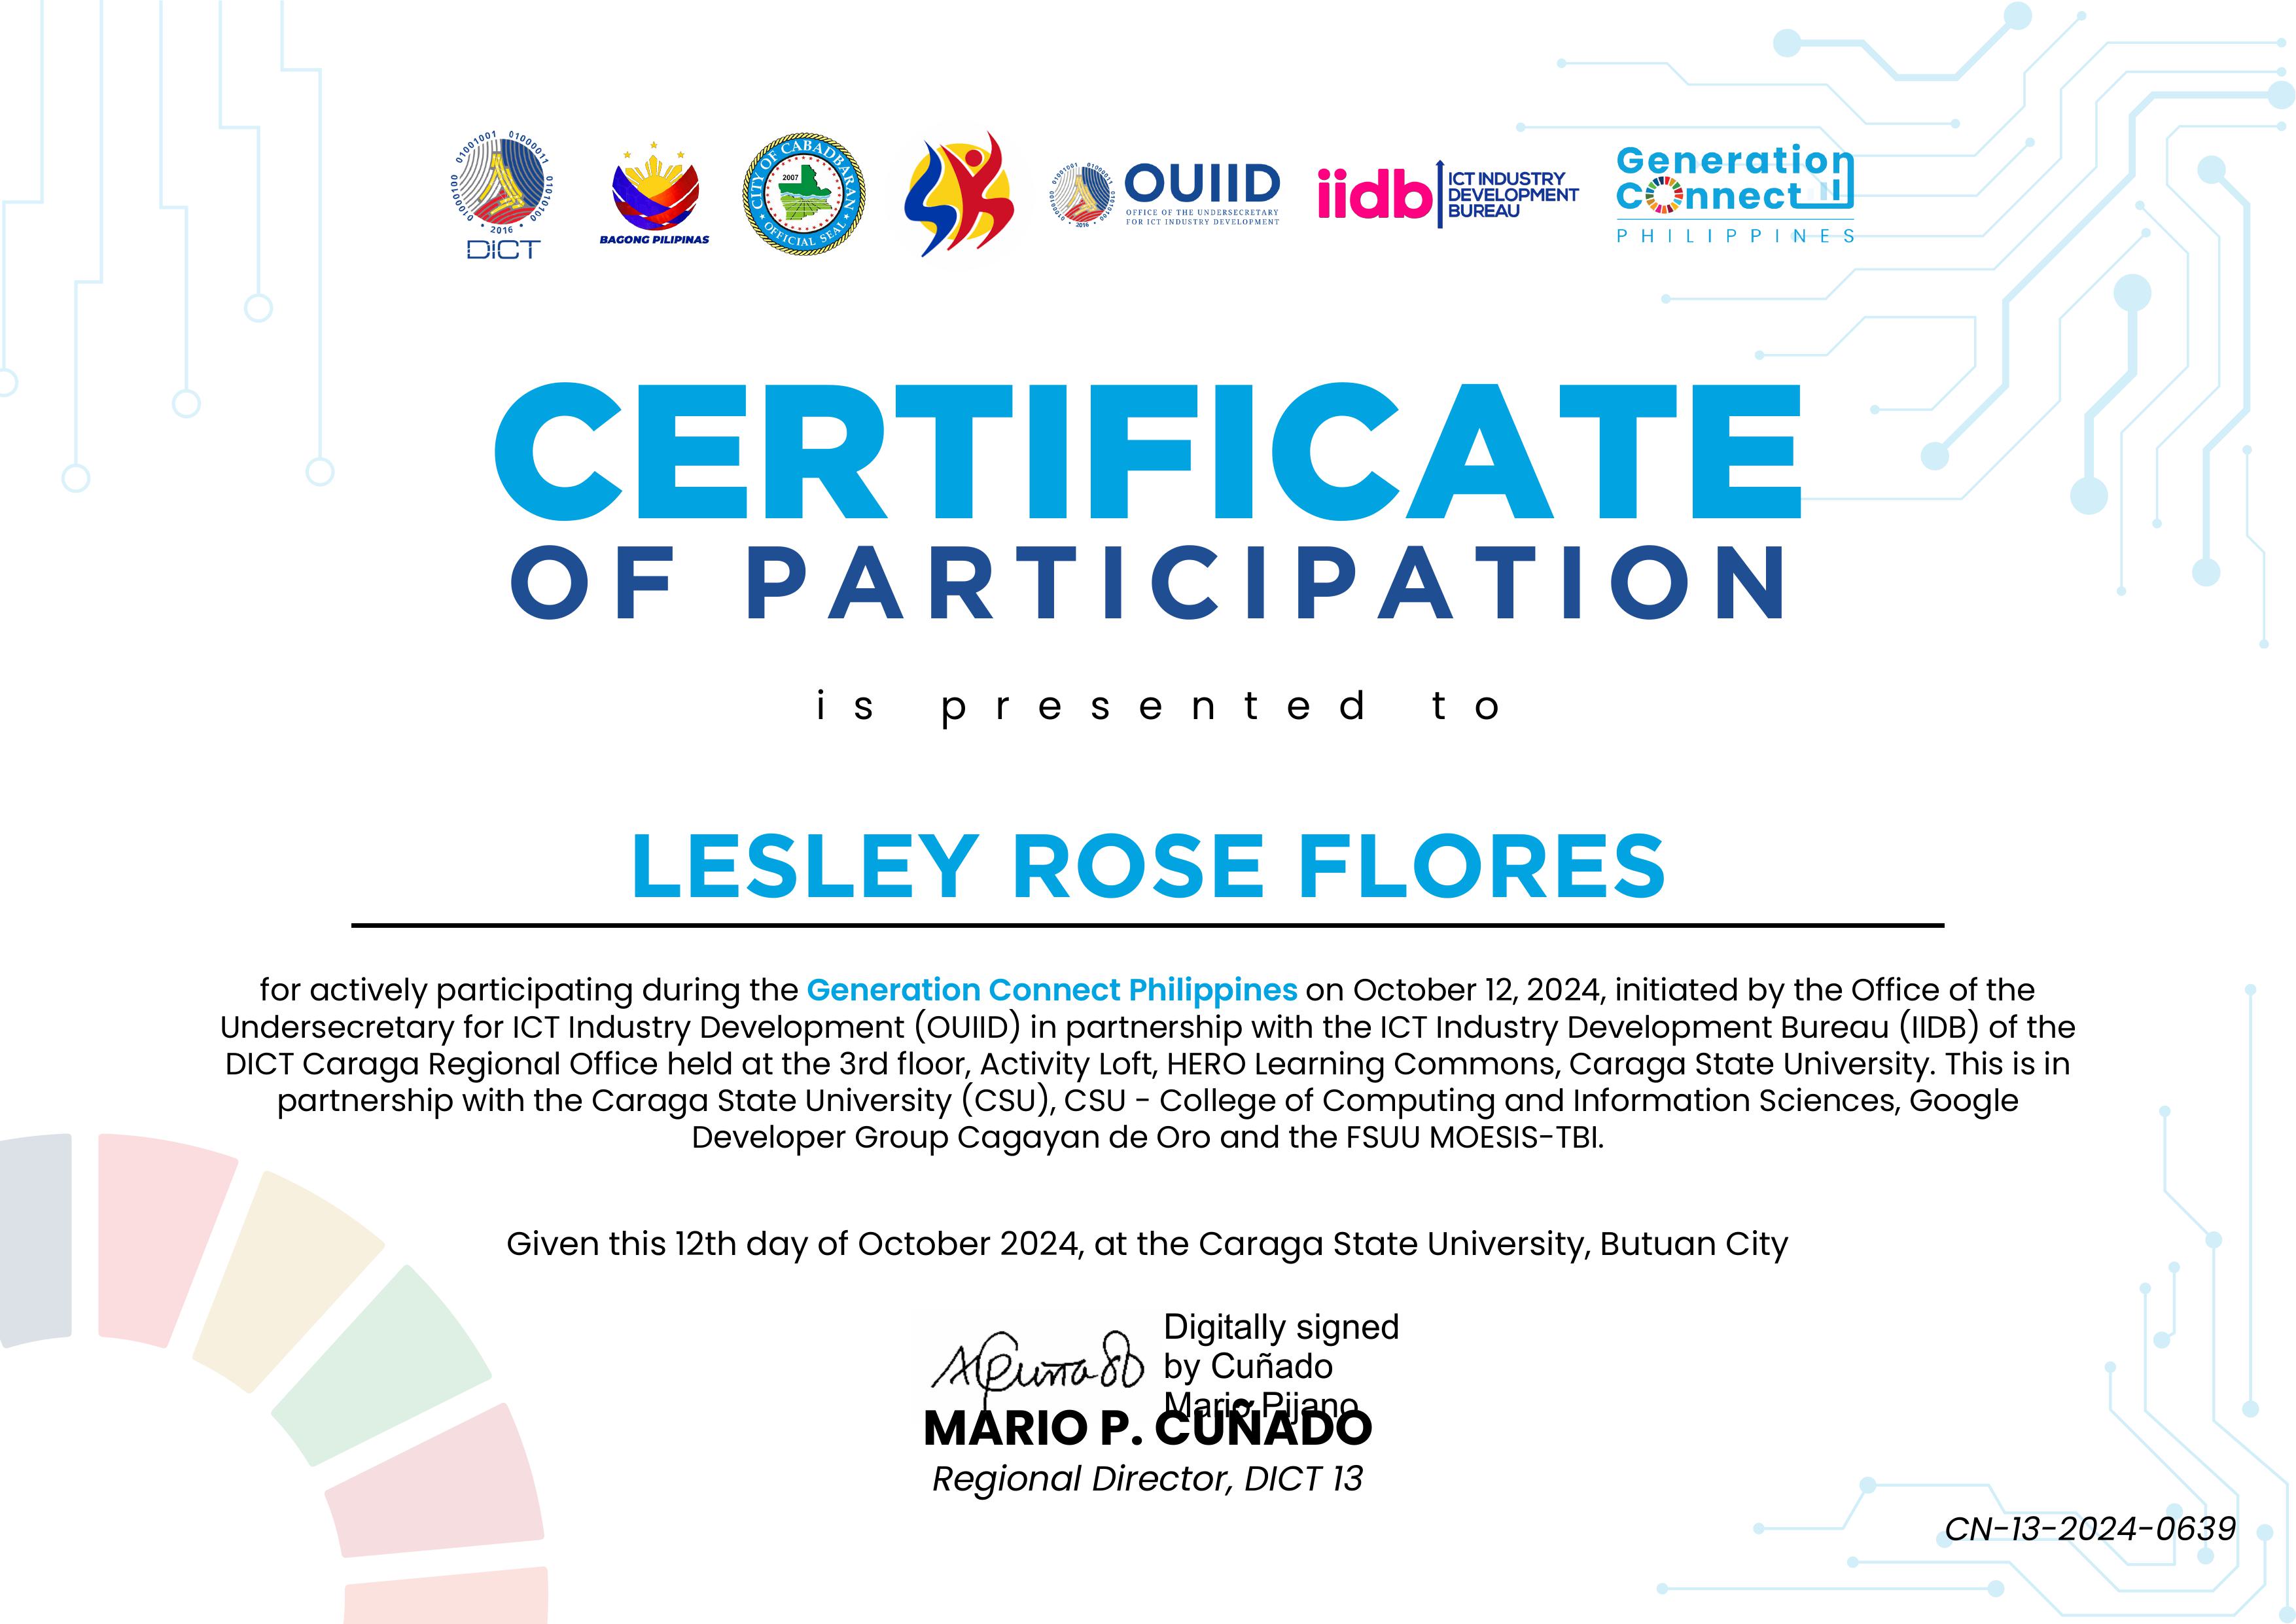 01001001 01000011
01000100
01010100
• 2016 •
DICT
BAGONG PILIPINAS
CITY OF CABADBARAN
2007
OFFICIAL SEAL
2016
OUIID
OFFICE OF THE UNDERSECRETARY
FOR ICT INDUSTRY DEVELOPMENT
iidb
ICT INDUSTRY
DEVELOPMENT
BUREAU
Generation
Connect
PHILIPPINES
CERTIFICATE
OF PARTICIPATION
is presented to
LESLEY ROSE FLORES
for actively participating during the Generation Connect Philippines on October 12, 2024, initiated by the Office of the
Undersecretary for ICT Industry Development (OUIID) in partnership with the ICT Industry Development Bureau (IIDB) of the
DICT Caraga Regional Office held at the 3rd floor, Activity Loft, HERO Learning Commons, Caraga State University. This is in
partnership with the Caraga State University (CSU), CSU - College of Computing and Information Sciences, Google
Developer Group Cagayan de Oro and the FSUU MOESIS-TBI.
Given this 12th day of October 2024, at the Caraga State University, Butuan City
Digitally signed
by Cuñado
Mario Pijano
MARIO P. CUÑADO
Regional Director, DICT 13
CN-13-2024-0639